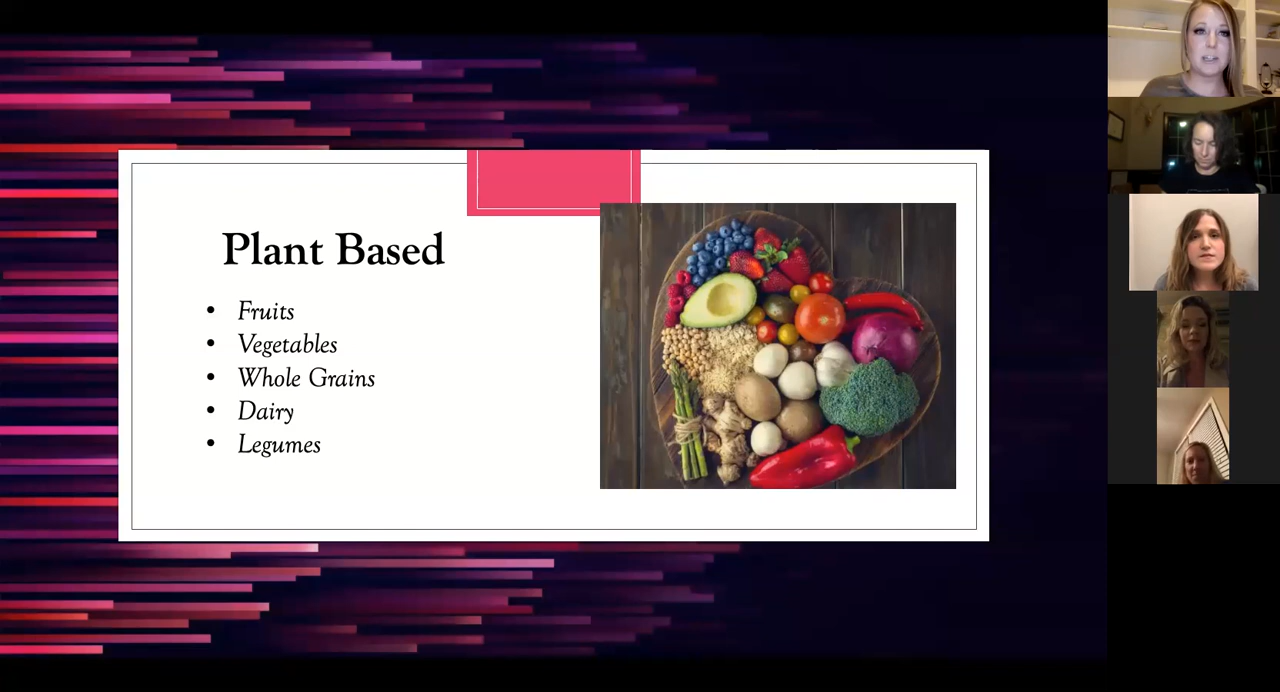 Plant Based
• Fruits
• Vegetables
• Whole Grains
• Dairy
• Legumes